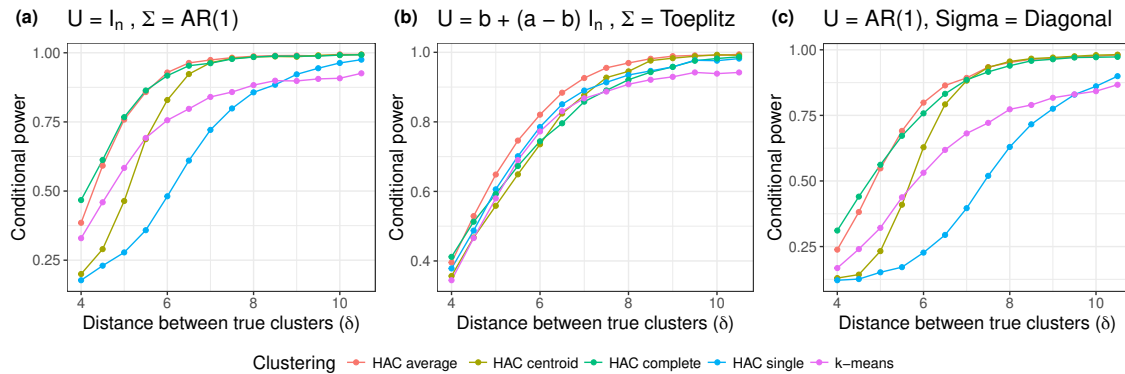 (a) U = Iₙ , Σ = AR(1)
Conditional power
1.00
0.75
0.50
0.25
4 6 8 10
Distance between true clusters (δ)
(b) U = b + (a − b) Iₙ , Σ = Toeplitz
Conditional power
1.0
0.8
0.6
0.4
4 6 8 10
Distance between true clusters (δ)
(c) U = AR(1), Sigma = Diagonal
Conditional power
1.00
0.75
0.50
0.25
4 6 8 10
Distance between true clusters (δ)
Clustering HAC average HAC centroid HAC complete HAC single k−means